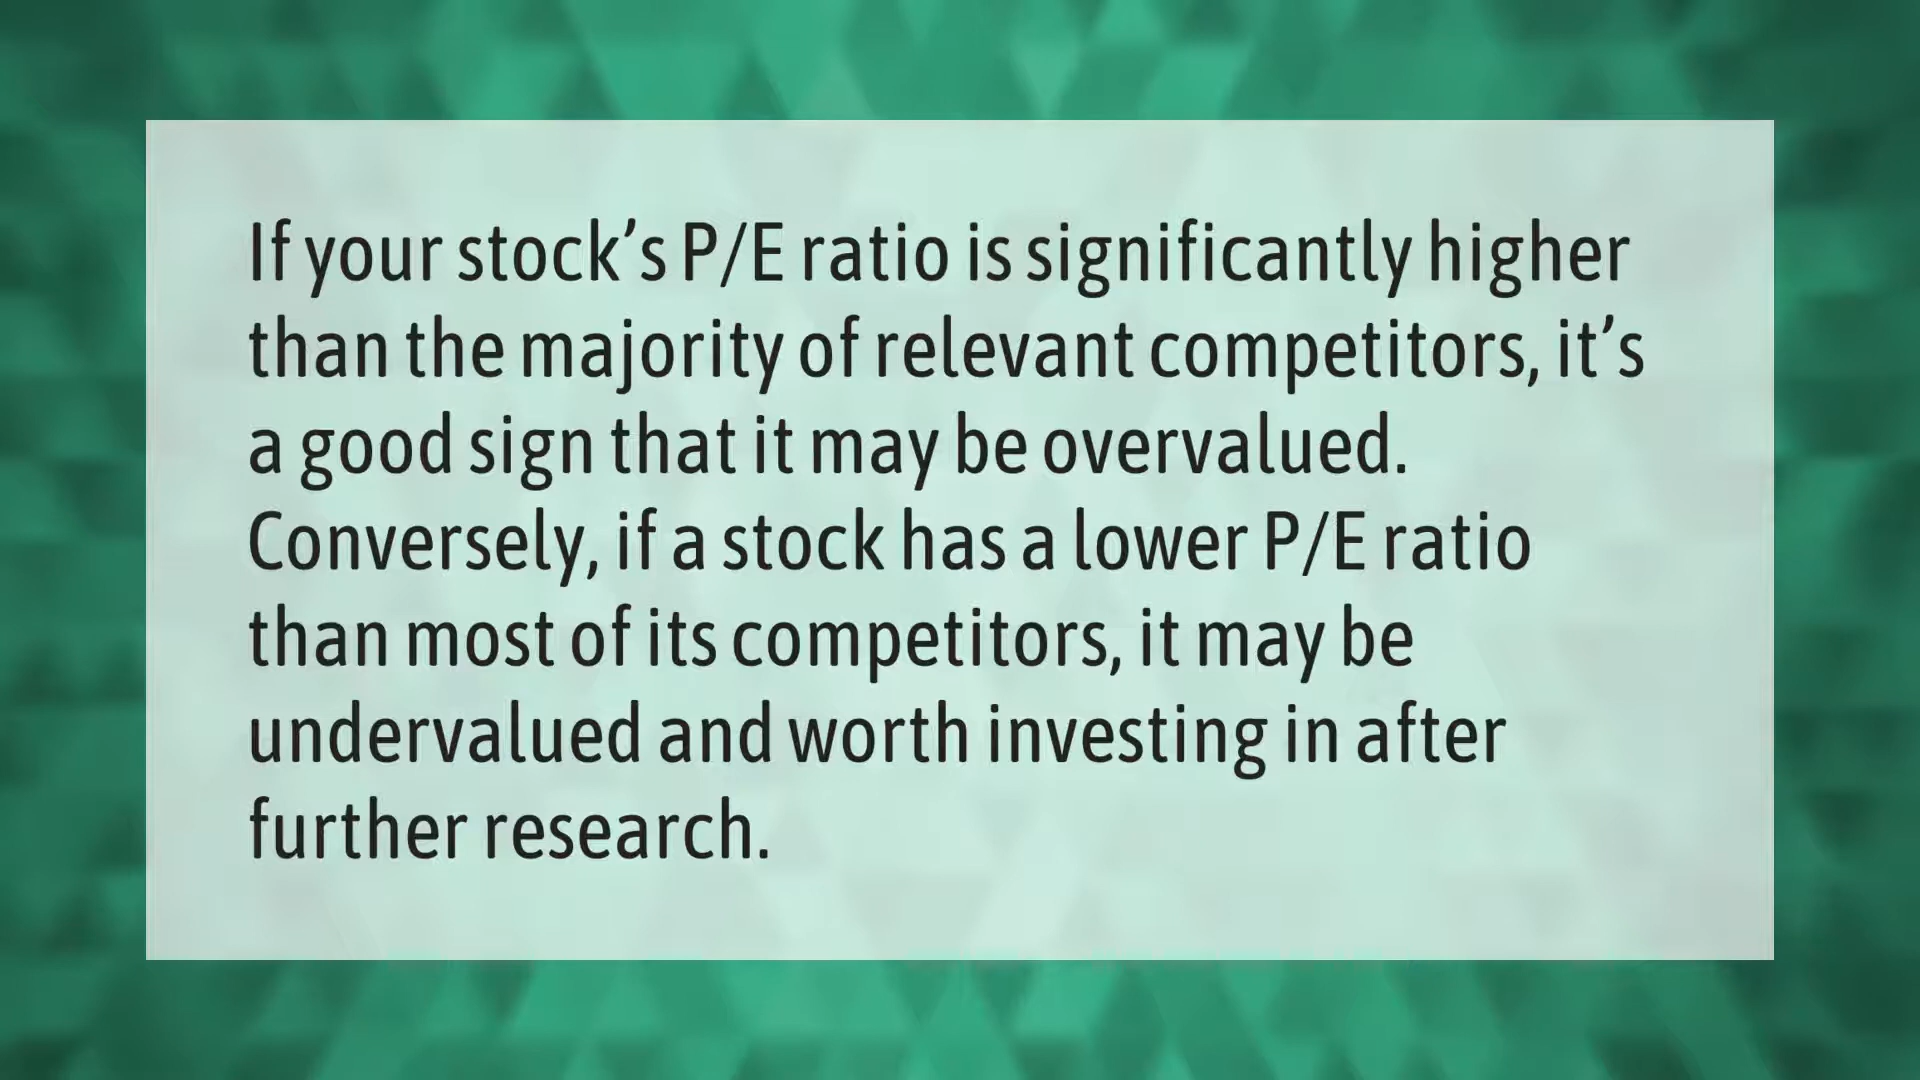 If your stock’s P/E ratio is significantly higher
than the majority of relevant competitors, it’s
a good sign that it may be overvalued.
Conversely, if a stock has a lower P/E ratio
than most of its competitors, it may be
undervalued and worth investing in after
further research.